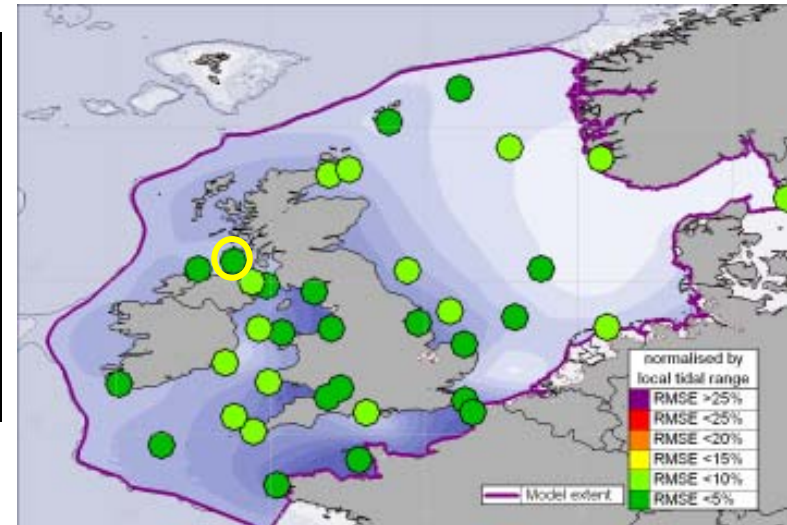 normalised by
local tidal range
RMSE >25%
RMSE <25%
RMSE <20%
RMSE <15%
RMSE <10%
RMSE <5%
Model extent